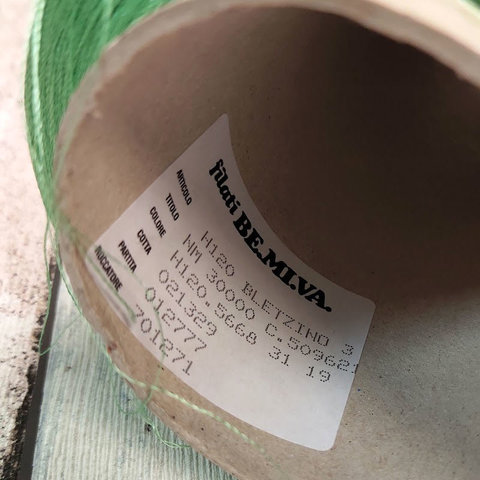 filati BE.MI.VA.
ARTICOLO H120 BLETZINO 3
TITOLO NM 30000 C.509621
COLORE H120 5668 31 19
COTTA 021329
PARTITA 012777
ROCCATORE 701271